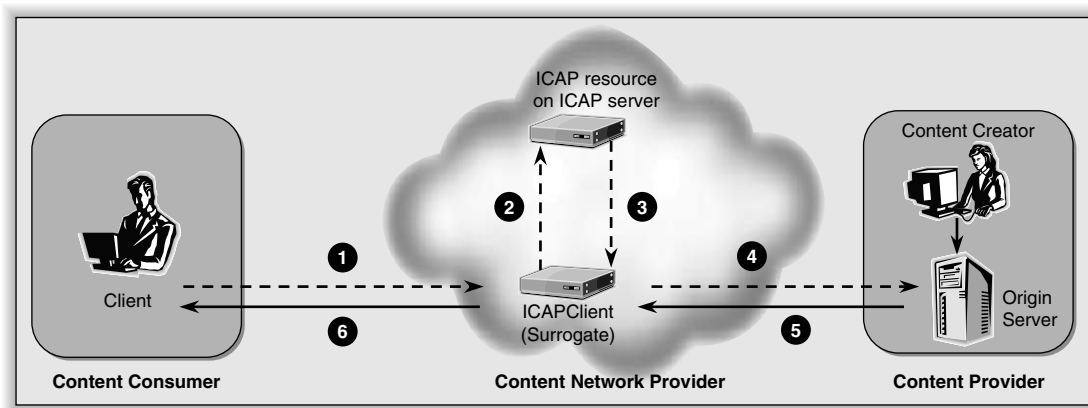 ICAP resource
on ICAP server
Content Creator
2
3
1
4
Client
ICAPClient
(Surrogate)
Origin
Server
6
5
Content Consumer
Content Network Provider
Content Provider